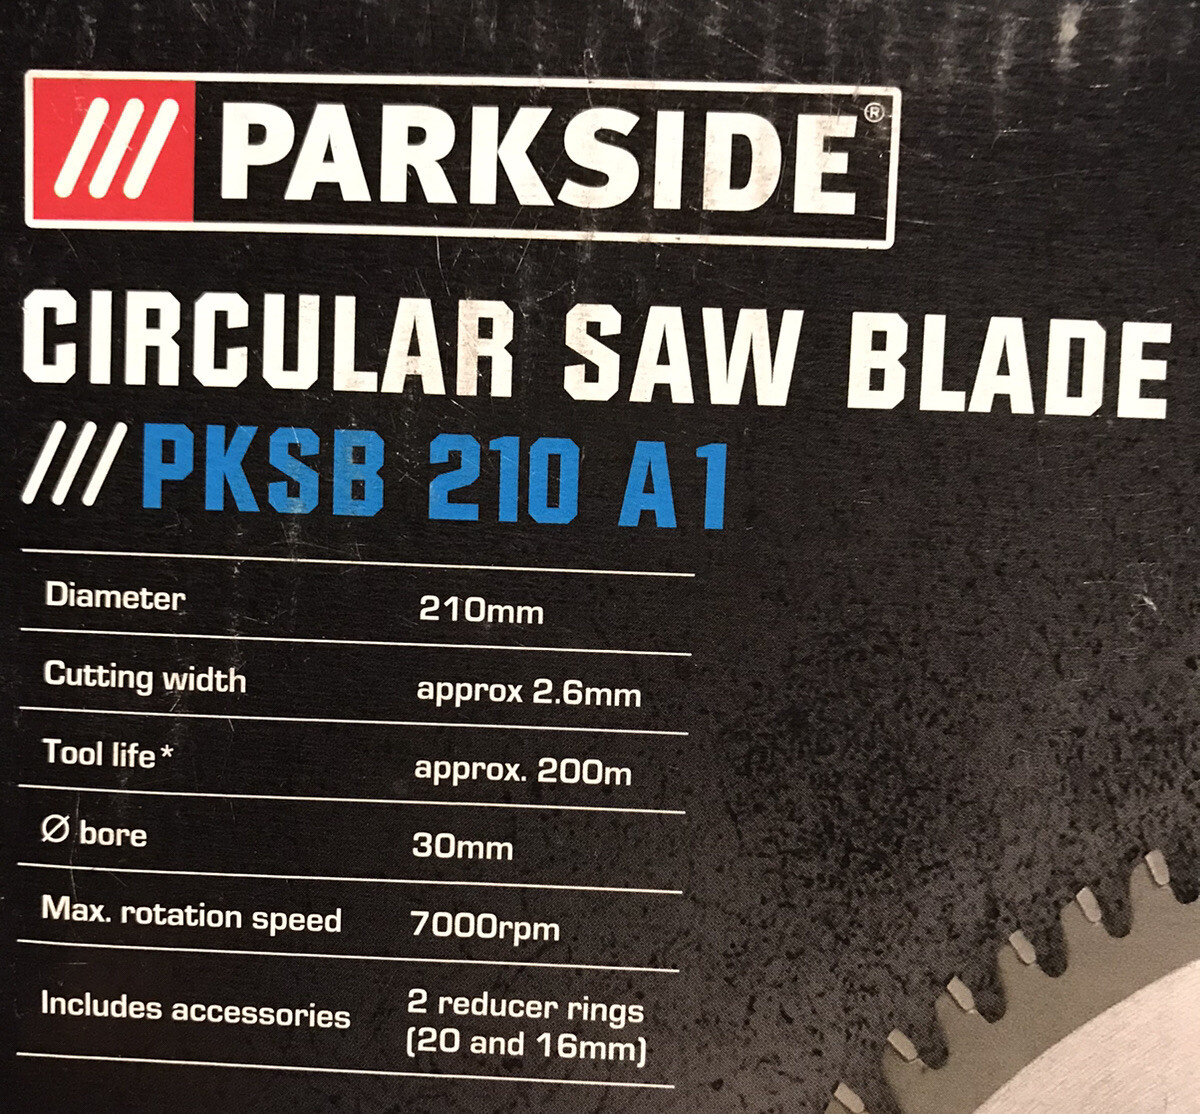 PARKSIDE®
CIRCULAR SAW BLADE
/// PKSB 210 A1
Diameter 210mm
Cutting width approx 2.6mm
Tool life* approx. 200m
Ø bore 30mm
Max. rotation speed 7000rpm
Includes accessories 2 reducer rings
(20 and 16mm)